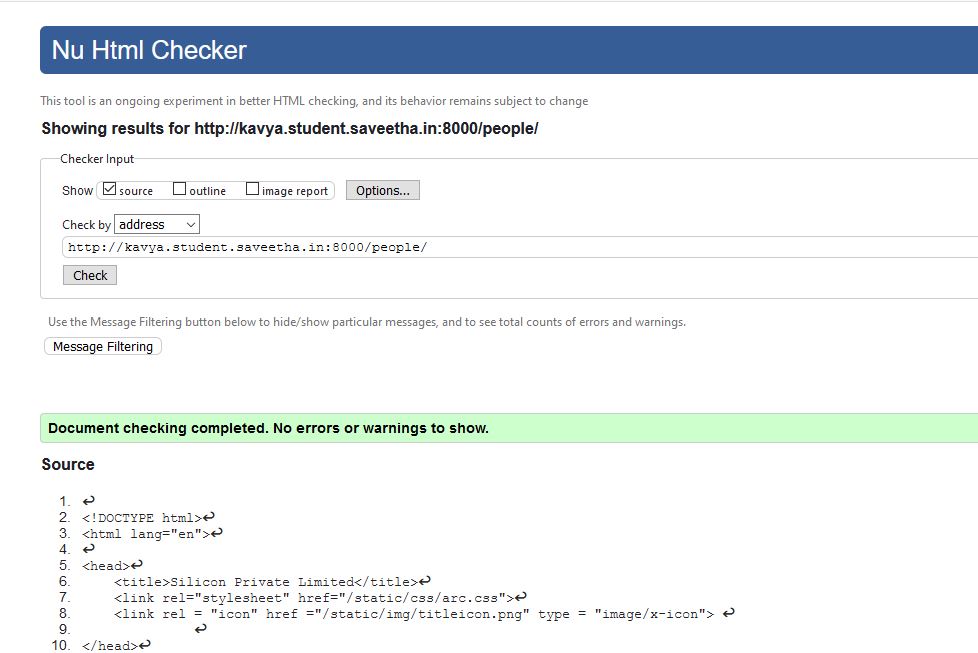 Nu Html Checker
This tool is an ongoing experiment in better HTML checking, and its behavior remains subject to change
Showing results for http://kavya.student.saveetha.in:8000/people/
Checker Input
Show source outline image report Options...
Check by address
http://kavya.student.saveetha.in:8000/people/
Check
Use the Message Filtering button below to hide/show particular messages, and to see total counts of errors and warnings.
Message Filtering
Document checking completed. No errors or warnings to show.
Source
1. ↩
2. <!DOCTYPE html>↩
3. <html lang="en">↩
4. ↩
5. <head>↩
6. <title>Silicon Private Limited</title>↩
7. <link rel="stylesheet" href="/static/css/arc.css">↩
8. <link rel = "icon" href ="/static/img/titleicon.png" type = "image/x-icon"> ↩
9. ↩
10. </head>↩